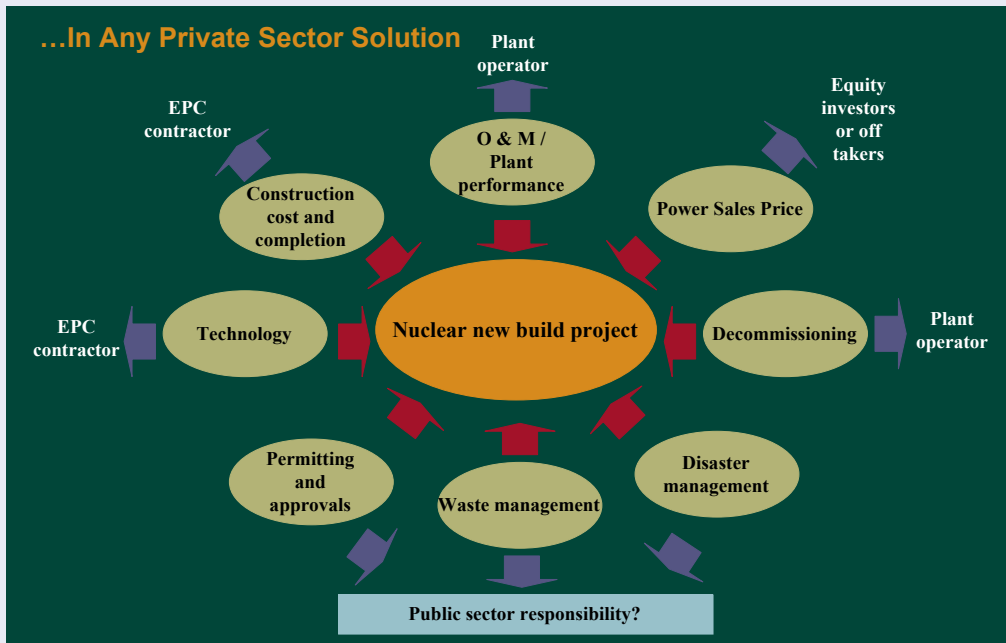 …In Any Private Sector Solution
Plant
operator
EPC
contractor
Equity
investors
or off
takers
O & M /
Plant
performance
Construction
cost and
completion
Power Sales Price
EPC
contractor
Technology
Nuclear new build project
Decommissioning
Plant
operator
Permitting
and
approvals
Waste management
Disaster
management
Public sector responsibility?